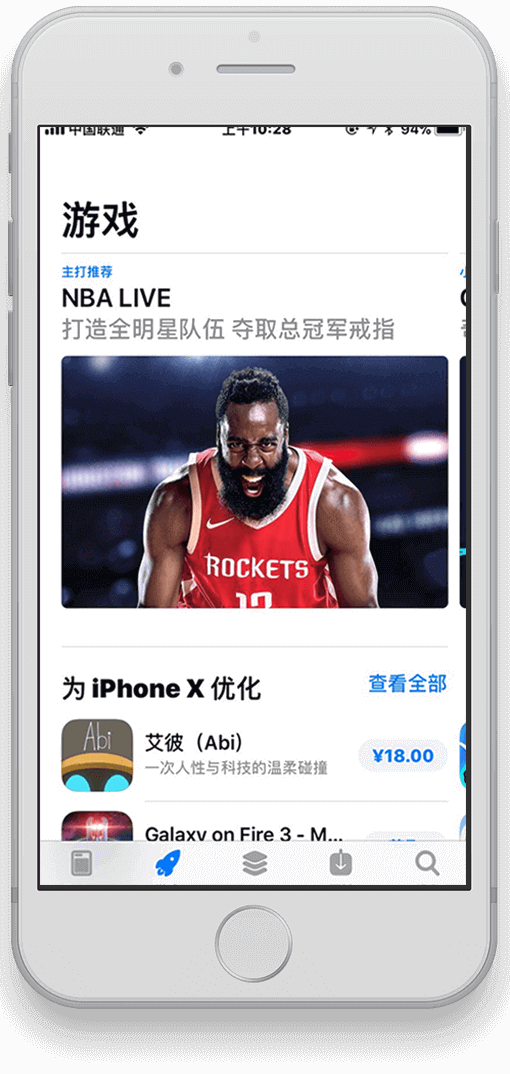 中国联通
上午10:28
94%
游戏
主打推荐
NBA LIVE
打造全明星队伍 夺取总冠军戒指
ROCKETS
13
为 iPhone X 优化
查看全部
Abi
艾彼（Abi）
一次人性与科技的温柔碰撞
¥18.00
Galaxy on Fire 3 - M...